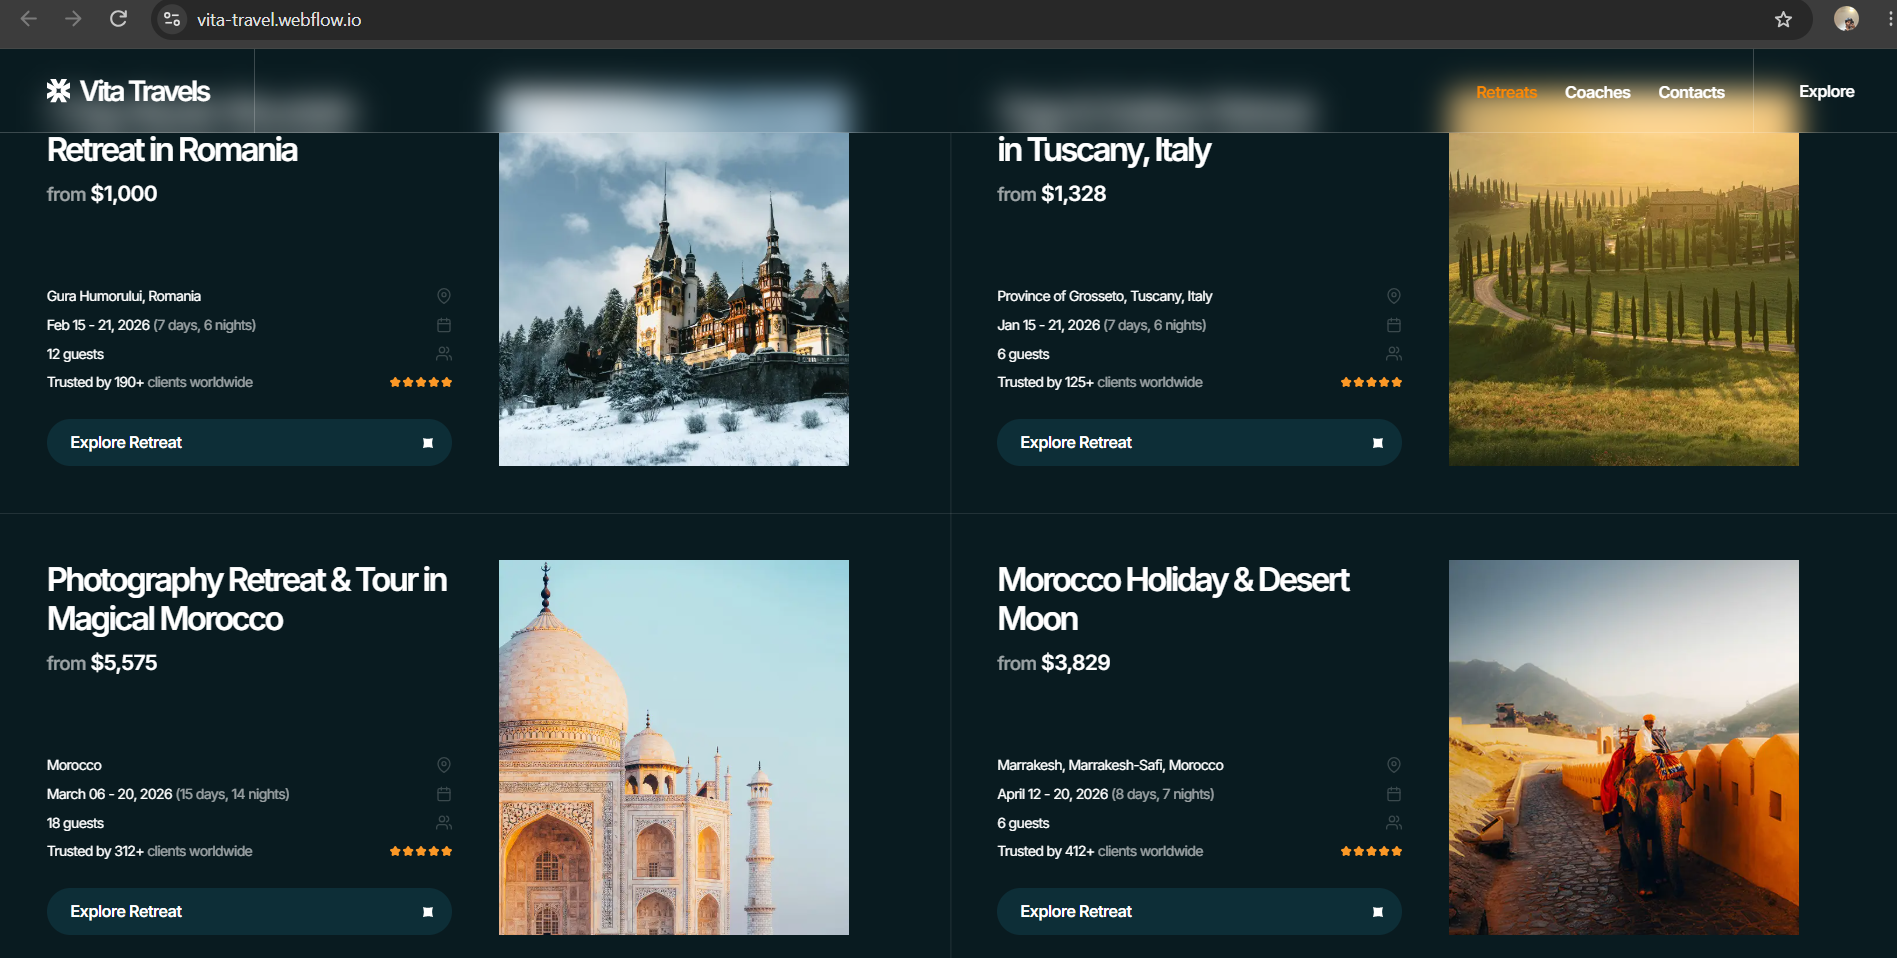 vita-travel.webflow.io
Vita Travels
Retreats
Coaches
Contacts
Explore
Retreat in Romania
from $1,000
Gura Humorului, Romania
Feb 15 - 21, 2026 (7 days, 6 nights)
12 guests
Trusted by 190+ clients worldwide
Explore Retreat
in Tuscany, Italy
from $1,328
Province of Grosseto, Tuscany, Italy
Jan 15 - 21, 2026 (7 days, 6 nights)
6 guests
Trusted by 125+ clients worldwide
Explore Retreat
Photography Retreat & Tour in
Magical Morocco
from $5,575
Morocco
March 06 - 20, 2026 (15 days, 14 nights)
18 guests
Trusted by 312+ clients worldwide
Explore Retreat
Morocco Holiday & Desert
Moon
from $3,829
Marrakesh, Marrakesh-Safi, Morocco
April 12 - 20, 2026 (8 days, 7 nights)
6 guests
Trusted by 412+ clients worldwide
Explore Retreat